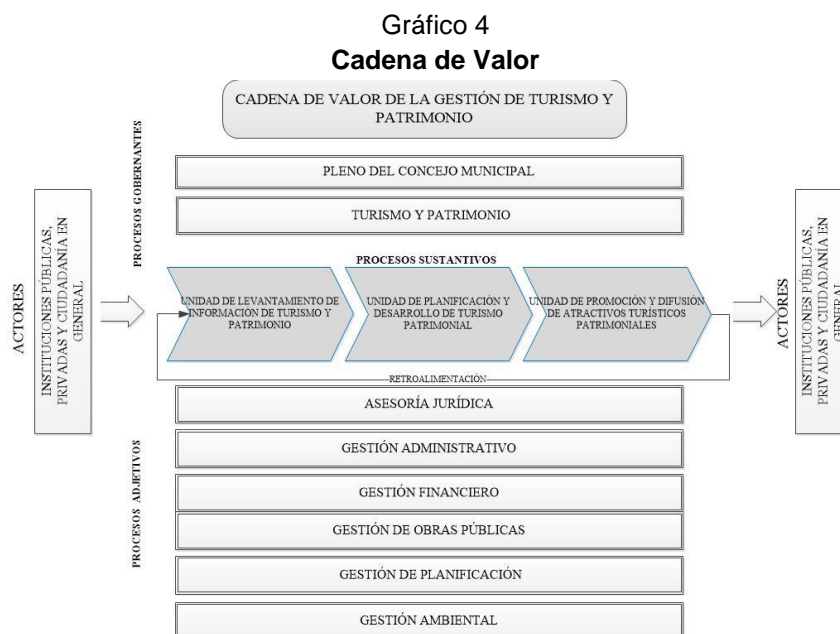 Gráfico 4
Cadena de Valor
CADENA DE VALOR DE LA GESTIÓN DE TURISMO Y
PATRIMONIO
PROCESOS GOBERNANTES
PLENO DEL CONCEJO MUNICIPAL
TURISMO Y PATRIMONIO
ACTORES
INSTITUCIONES PÚBLICAS,
PRIVADAS Y CIUDADANÍA EN
GENERAL
PROCESOS SUSTANTIVOS
UNIDAD DE LEVANTAMIENTO DE
INFORMACIÓN DE TURISMO Y
PATRIMONIO
UNIDAD DE PLANIFICACIÓN Y
DESARROLLO DE TURISMO
PATRIMONIAL
UNIDAD DE PROMOCIÓN Y DIFUSIÓN
DE ATRACTIVOS TURÍSTICOS
PATRIMONIALES
RETROALIMENTACIÓN
ACTORES
INSTITUCIONES PÚBLICAS,
PRIVADAS Y CIUDADANÍA EN
GENERAL
PROCESOS ADJETIVOS
ASESORÍA JURÍDICA
GESTIÓN ADMINISTRATIVO
GESTIÓN FINANCIERO
GESTIÓN DE OBRAS PÚBLICAS
GESTIÓN DE PLANIFICACIÓN
GESTIÓN AMBIENTAL